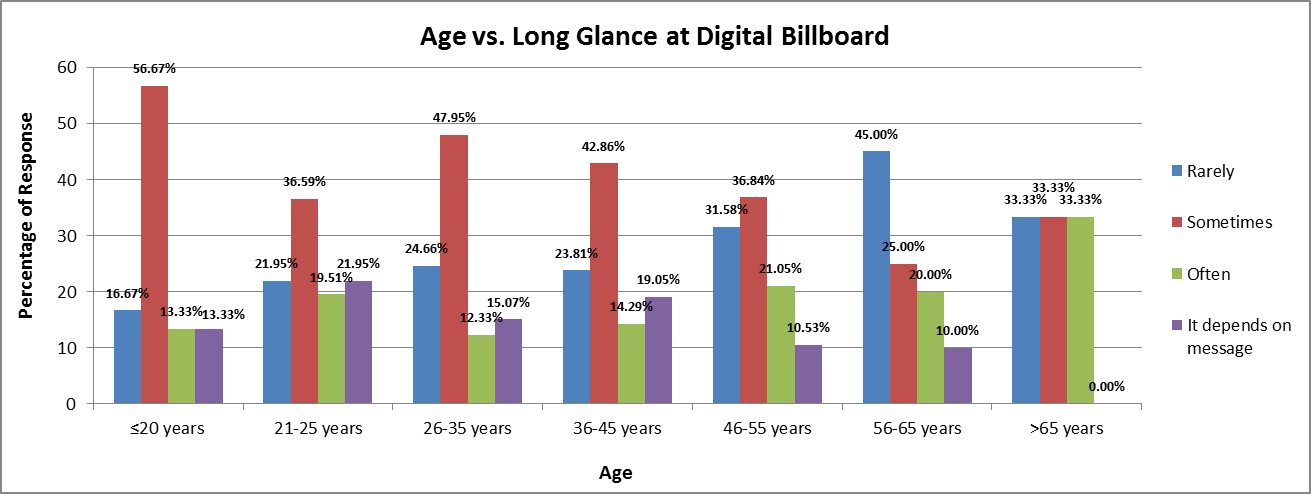 Age vs. Long Glance at Digital Billboard
Percentage of Response
60
50
40
30
20
10
0
16.67%
56.67%
13.33%
13.33%
21.95%
36.59%
19.51%
21.95%
24.66%
47.95%
12.33%
15.07%
23.81%
42.86%
14.29%
19.05%
31.58%
36.84%
21.05%
10.53%
45.00%
25.00%
20.00%
10.00%
33.33%
33.33%
33.33%
0.00%
≤20 years
21-25 years
26-35 years
36-45 years
46-55 years
56-65 years
>65 years
Age
Rarely
Sometimes
Often
It depends on
message